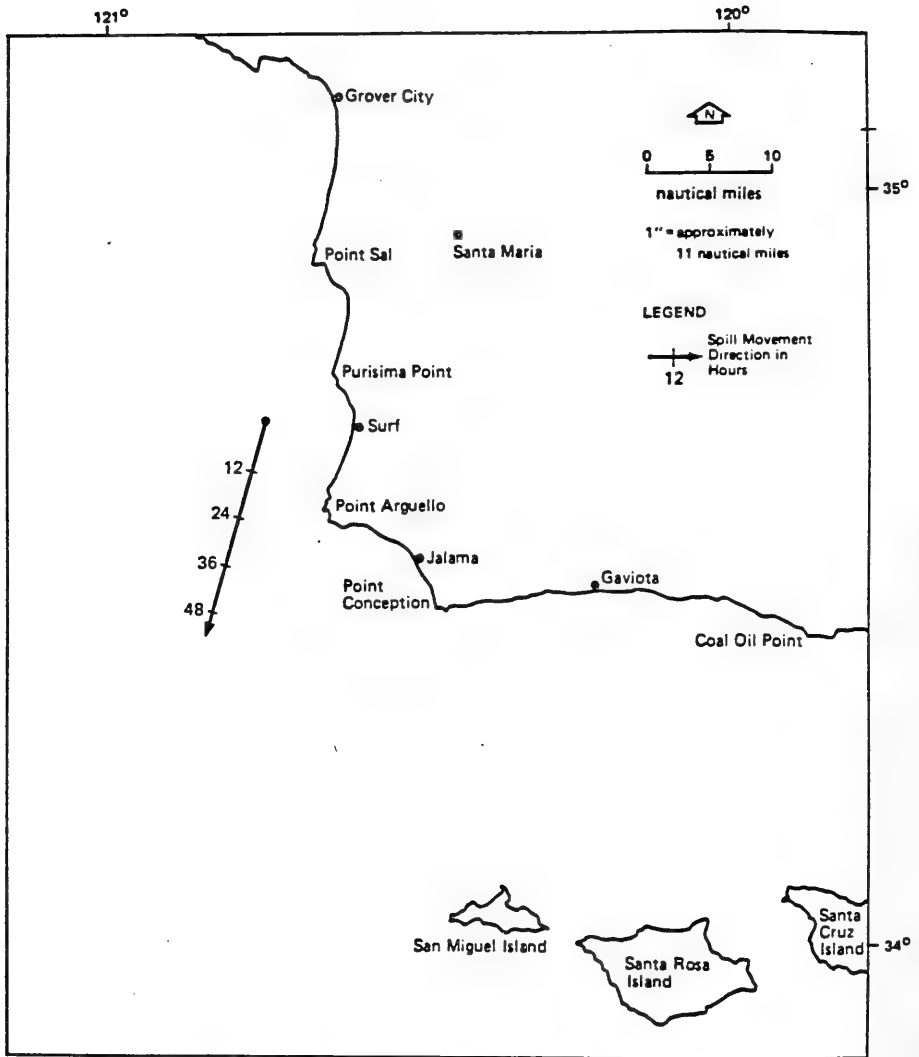 121°
120°
Grover City
N
0 5 10
nautical miles
35°
1" = approximately
11 nautical miles
Point Sal
Santa Maria
LEGEND
Spill Movement
Direction in
Hours
12
Purisima Point
Surf
12
24
36
48
Point Arguello
Jalama
Point
Conception
Gaviota
Coal Oil Point
San Miguel Island
Santa Rosa
Island
Santa
Cruz
Island
34°